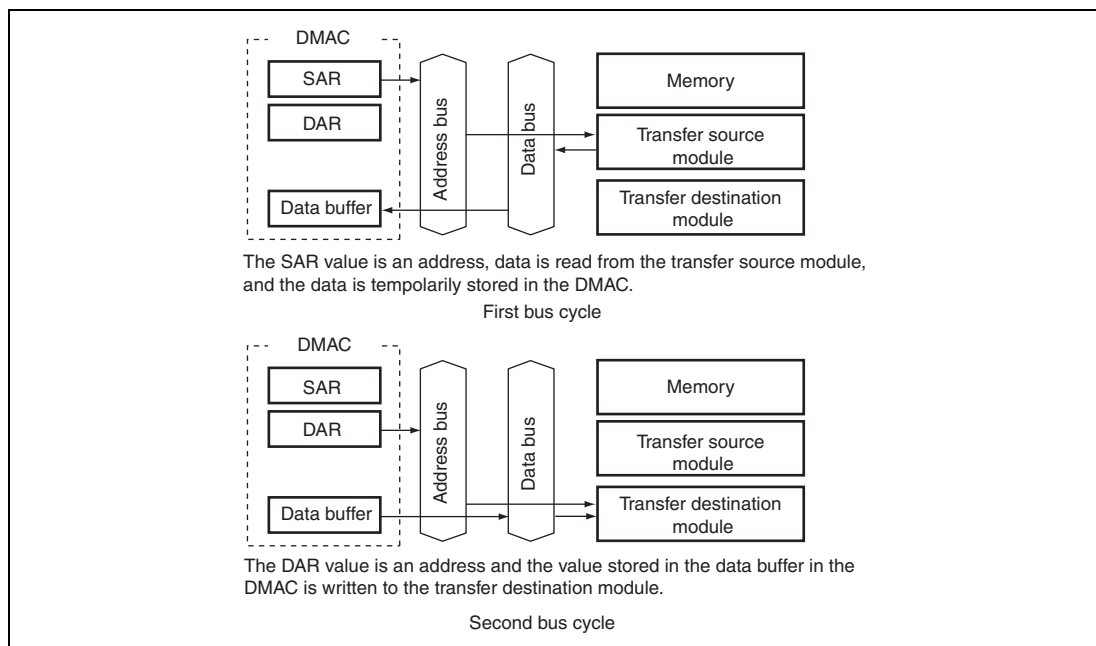 DMAC
SAR
DAR
Data buffer
Address bus
Data bus
Memory
Transfer source
module
Transfer destination
module
The SAR value is an address, data is read from the transfer source module,
and the data is tempolarily stored in the DMAC.
First bus cycle
DMAC
SAR
DAR
Data buffer
Address bus
Data bus
Memory
Transfer source
module
Transfer destination
module
The DAR value is an address and the value stored in the data buffer in the
DMAC is written to the transfer destination module.
Second bus cycle